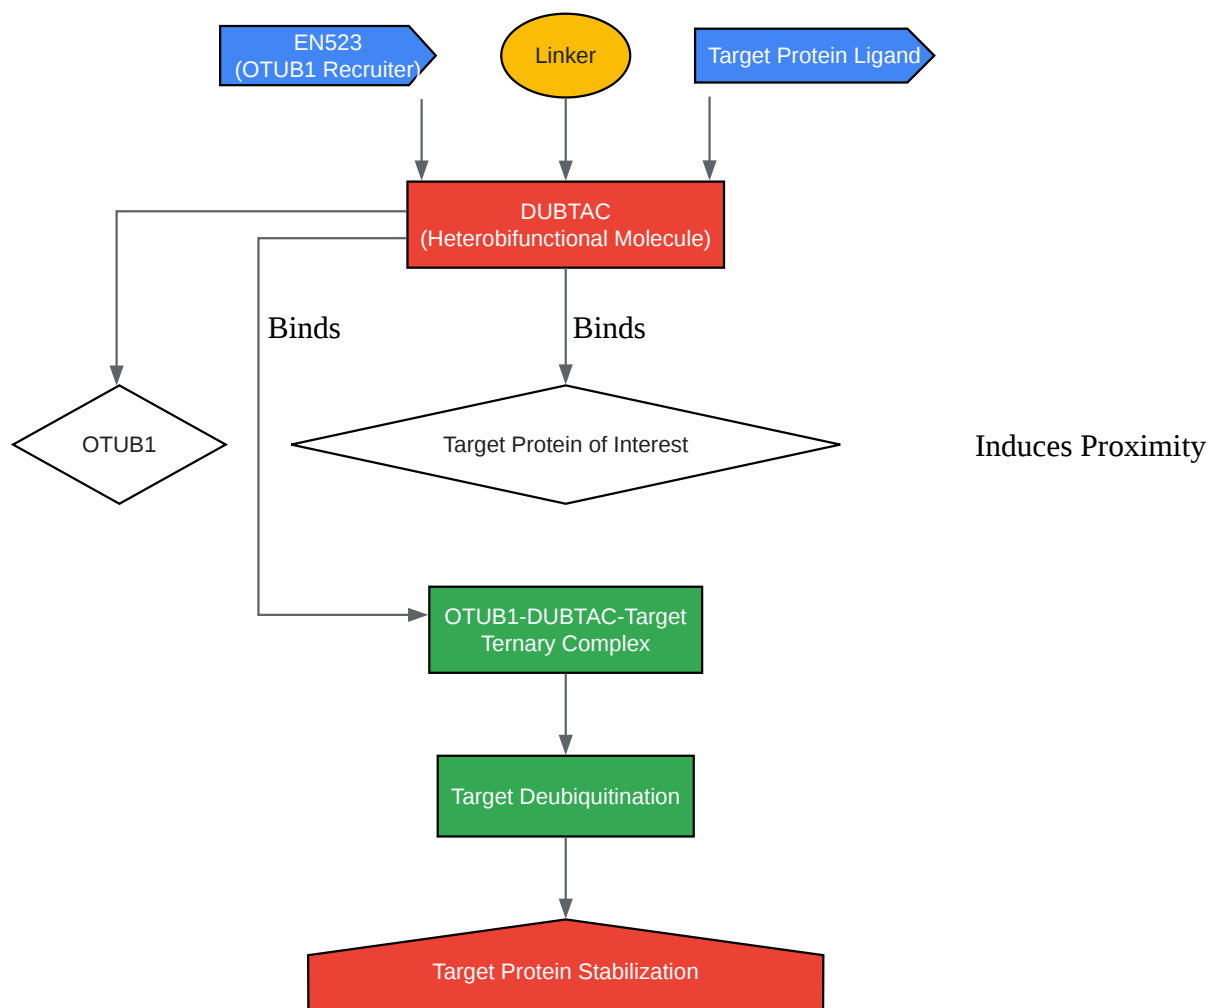 EN523
(OTUB1 Recruiter)
Linker
Target Protein Ligand
DUBTAC
(Heterobifunctional Molecule)
Binds
Binds
OTUB1
Target Protein of Interest
Induces Proximity
OTUB1-DUBTAC-Target
Ternary Complex
Target Deubiquitination
Target Protein Stabilization